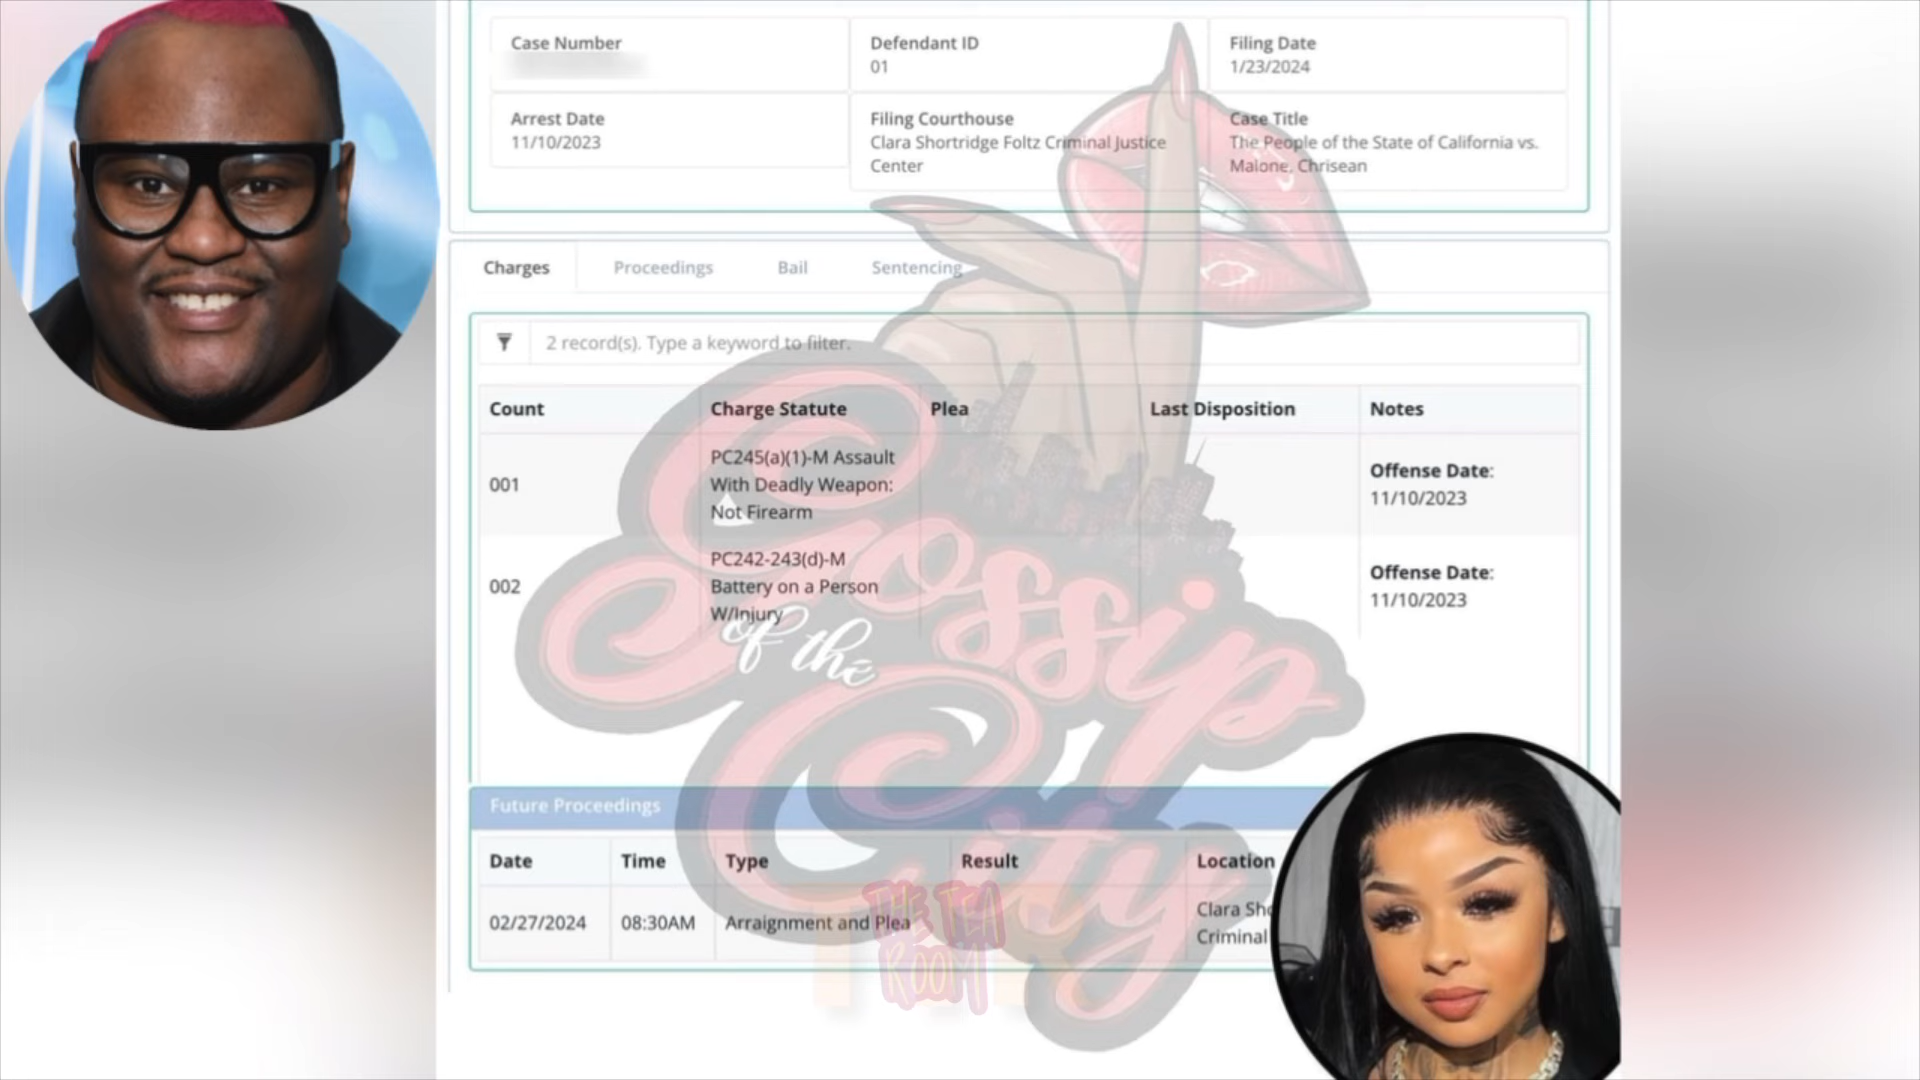 Case Number
Defendant ID
01
Filing Date
1/23/2024
Arrest Date
11/10/2023
Filing Courthouse
Clara Shortridge Foltz Criminal Justice
Center
Case Title
The People of the State of California vs.
Malone, Chrisean
Charges
Proceedings
Bail
Sentencing
2 record(s). Type a keyword to filter.
Count
Charge Statute
Plea
Last Disposition
Notes
001
PC245(a)(1)-M Assault
With Deadly Weapon:
Not Firearm
Offense Date:
11/10/2023
002
PC242-243(d)-M
Battery on a Person
W/Injury
Offense Date:
11/10/2023
Gossip
of the
City
Future Proceedings
Date
Time
Type
Result
Location
02/27/2024
08:30AM
Arraignment and Plea
Clara Sho
Criminal
THE TEA
ROOM